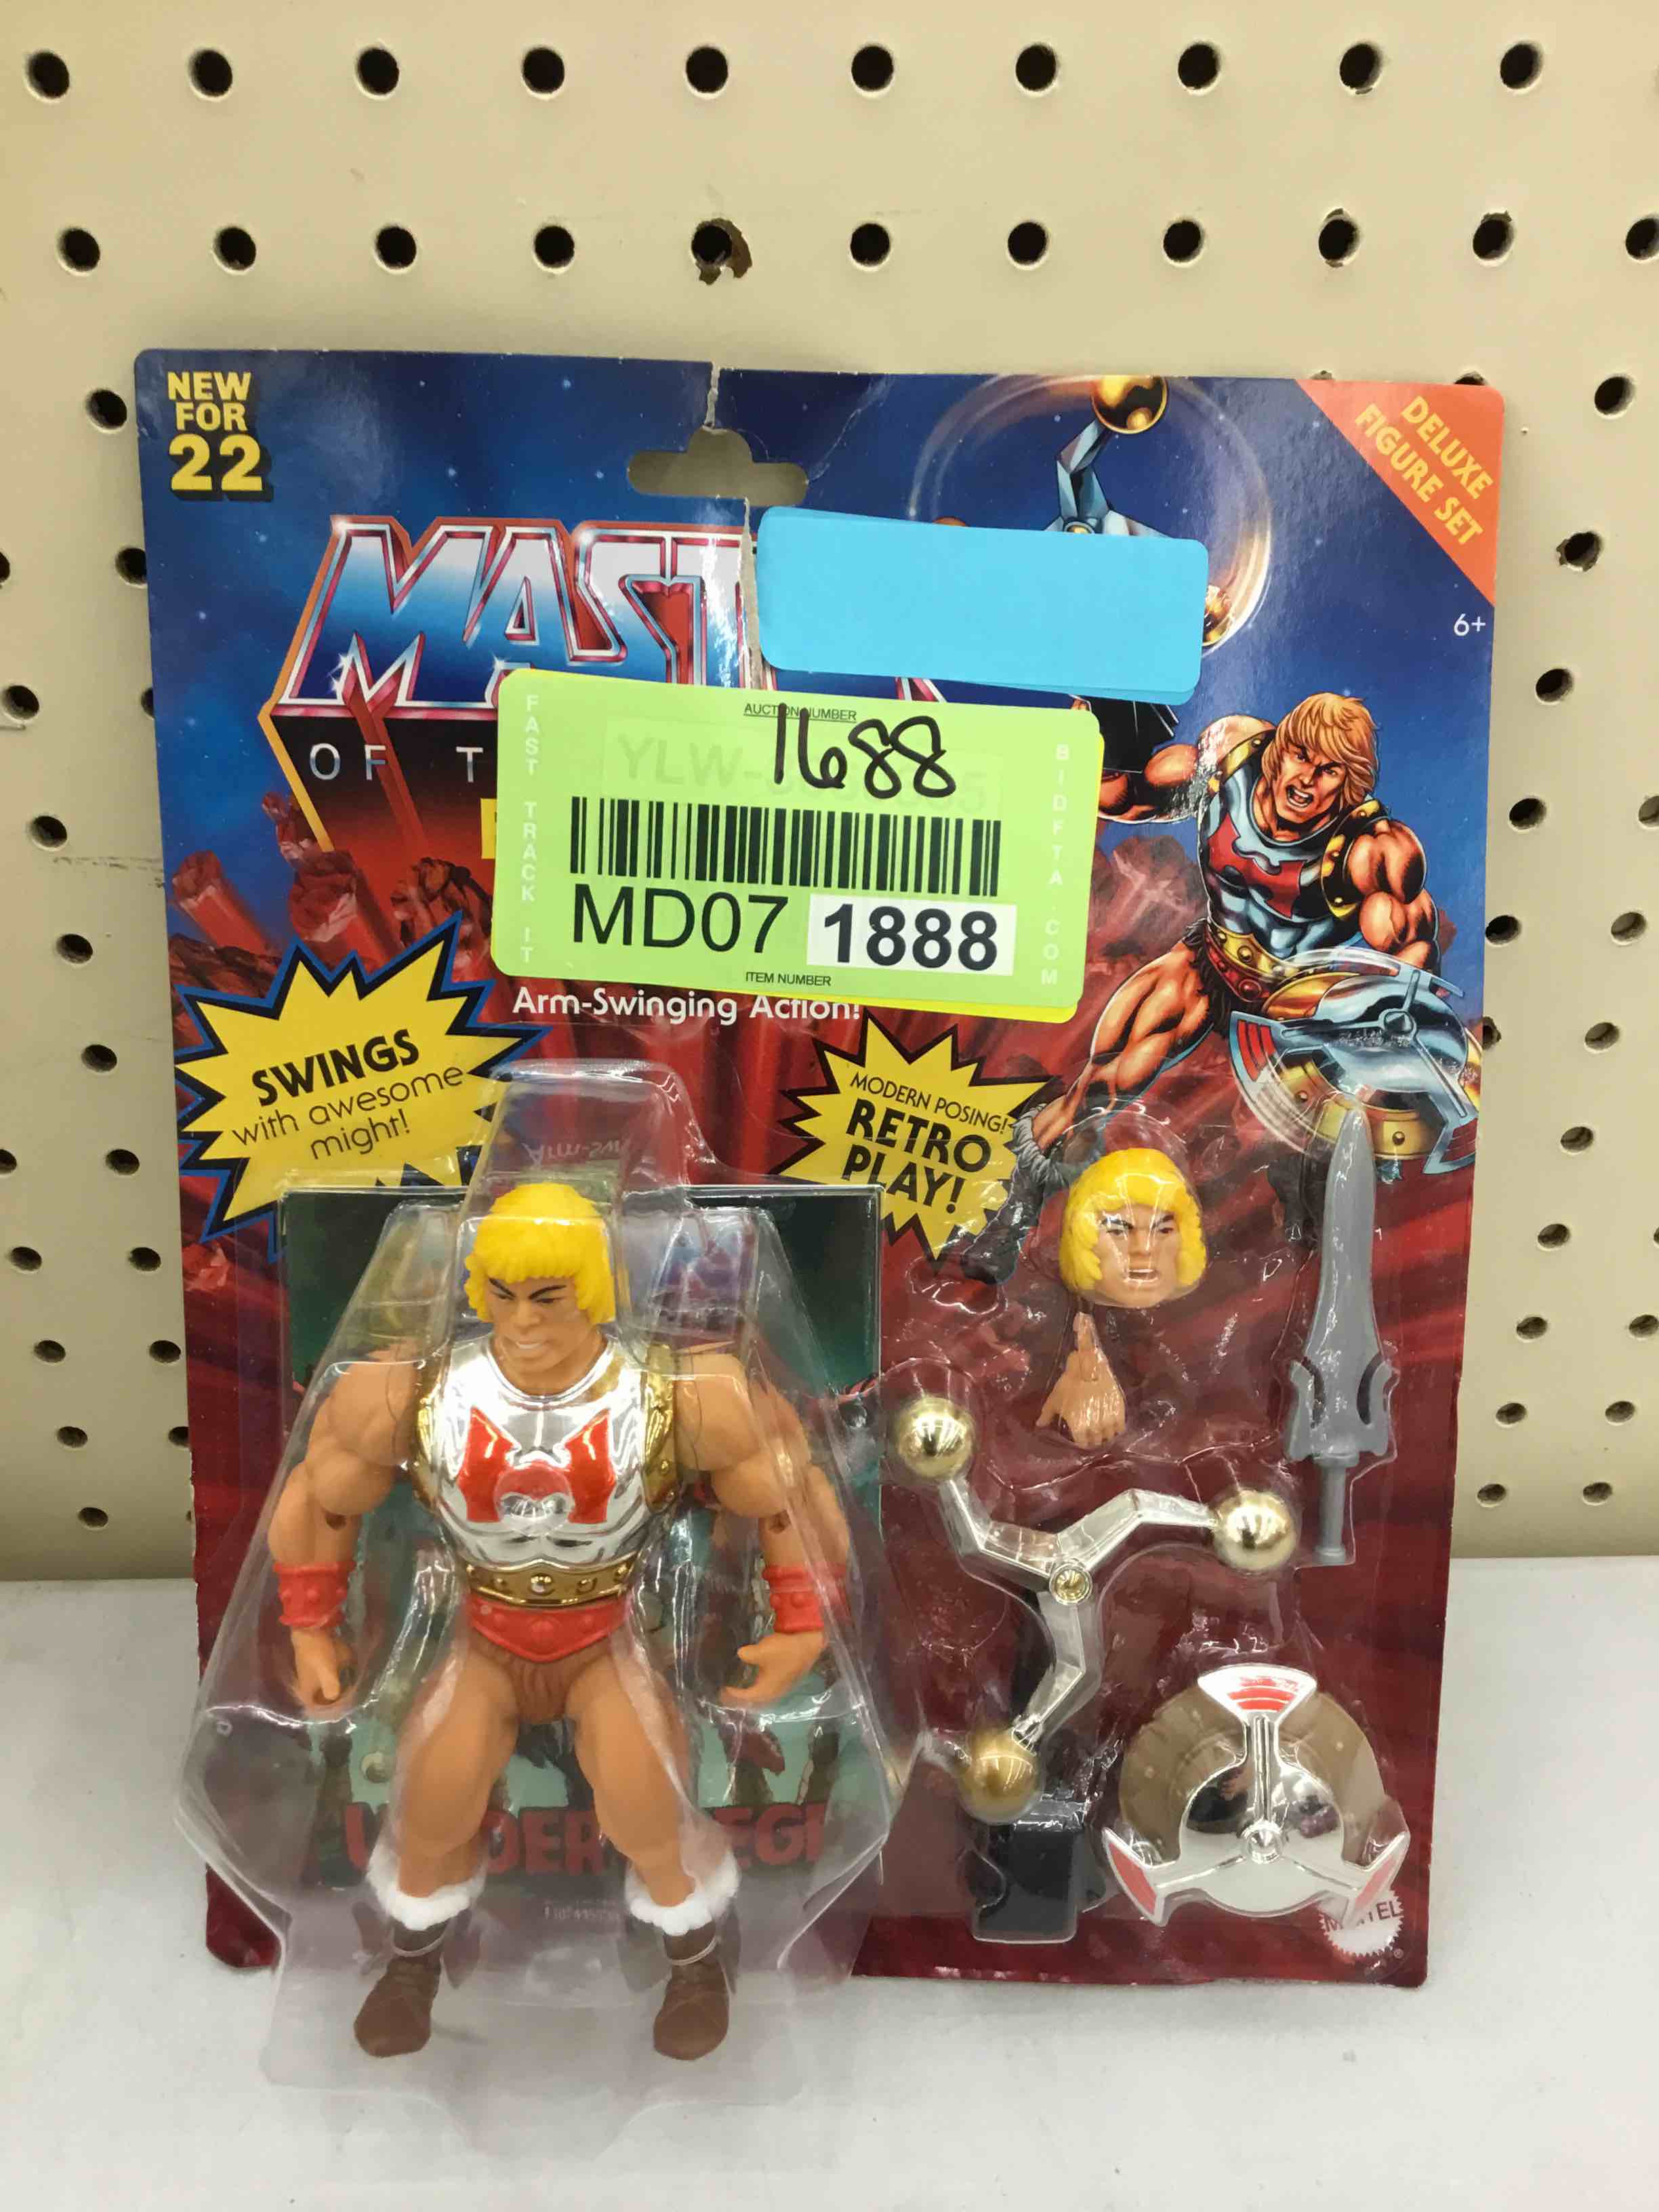 NEW
FOR
22
DELUXE
FIGURE SET
6+
MAST
OF T
AUCTION NUMBER
1688
FAST TRACK IT
BIDFTA.COM
MD07 1888
ITEM NUMBER
Arm-Swinging Action!
SWINGS
with awesome
might!
MODERN POSING!
RETRO
PLAY!
MATTEL